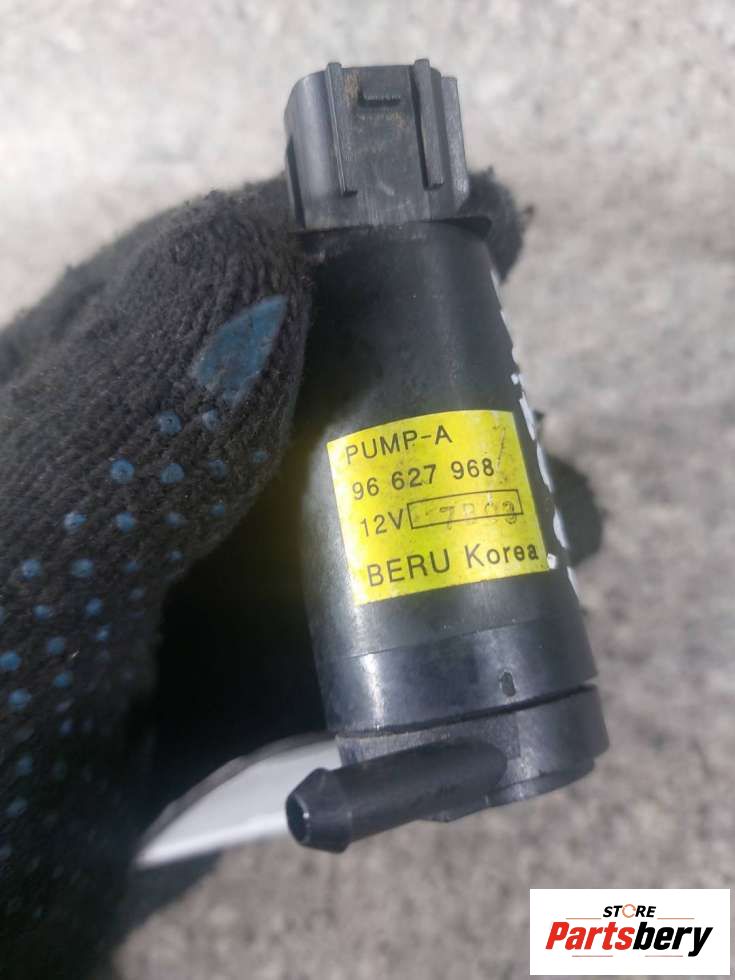 PUMP-A
96 627 968
12V
BERU Korea
STORE
Partsbery